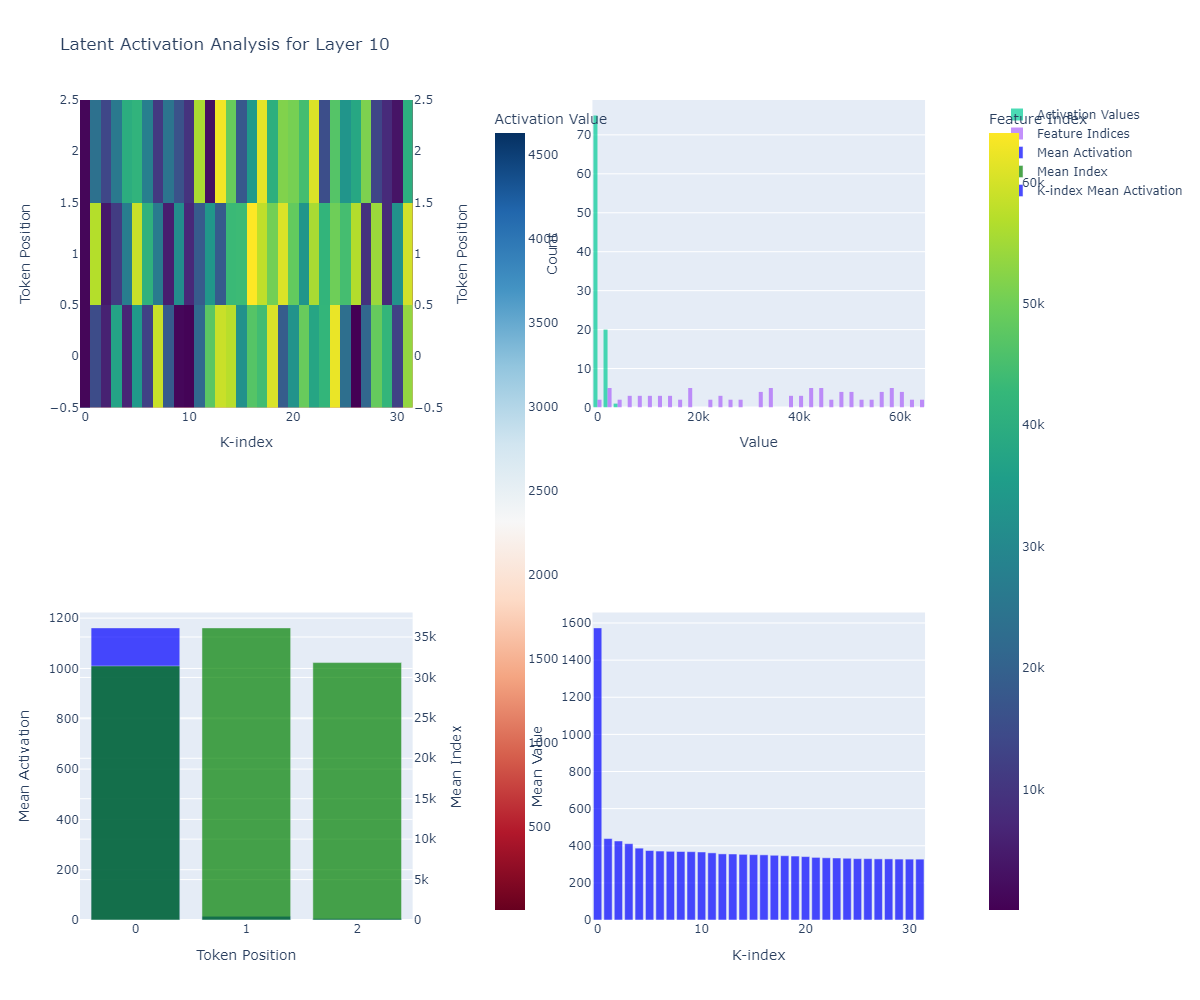 Latent Activation Analysis for Layer 10
Activation Value
Feature Index
Activation Values
Feature Indices
Mean Activation
Mean Index
K-index Mean Activation
2.5
2
1.5
1
0.5
0
−0.5
Token Position
0
10
20
30
K-index
2.5
2
1.5
1
0.5
0
−0.5
Token Position
4500
4000
3500
3000
2500
2000
1500
1000
500
70
60
50
40
30
20
10
0
Count
0
20k
40k
60k
Value
60k
50k
40k
30k
20k
10k
1200
1000
800
600
400
200
0
Mean Activation
0
1
2
Token Position
35k
30k
25k
20k
15k
10k
5k
0
Mean Index
1600
1400
1200
1000
800
600
400
200
0
Mean Value
0
10
20
30
K-index